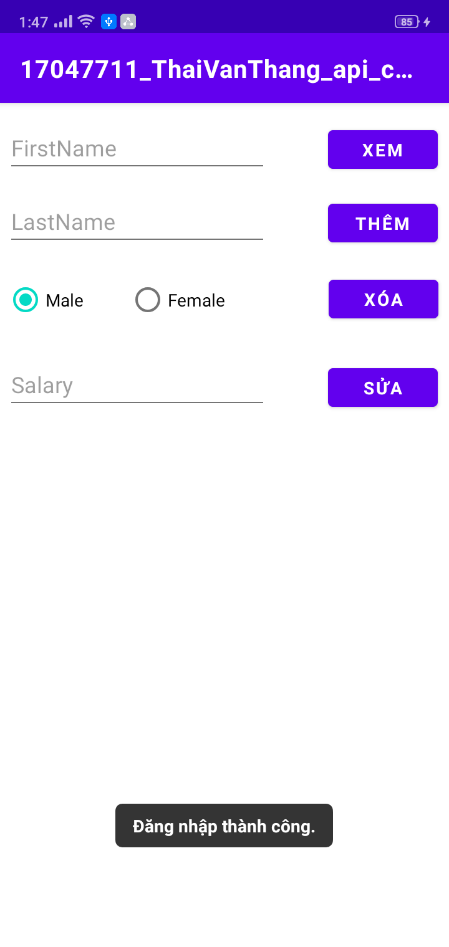 1:47 85
17047711_ThaiVanThang_api_c...
FirstName XEM
LastName THÊM
Male Female XÓA
Salary SỬA
Đăng nhập thành công.